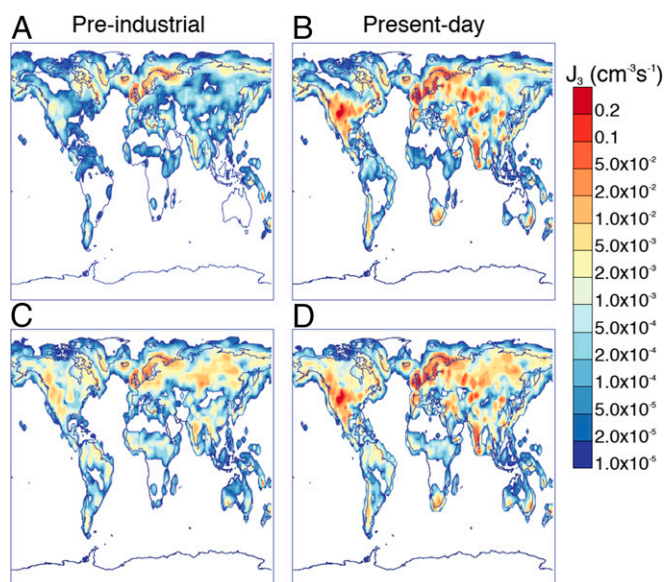 Pre-industrial
Present-day
A
B
J₃ (cm⁻³s⁻¹)
0.2
0.1
5.0x10⁻²
2.0x10⁻²
1.0x10⁻²
5.0x10⁻³
2.0x10⁻³
1.0x10⁻³
5.0x10⁻⁴
2.0x10⁻⁴
1.0x10⁻⁴
5.0x10⁻⁵
2.0x10⁻⁵
1.0x10⁻⁵
C
D